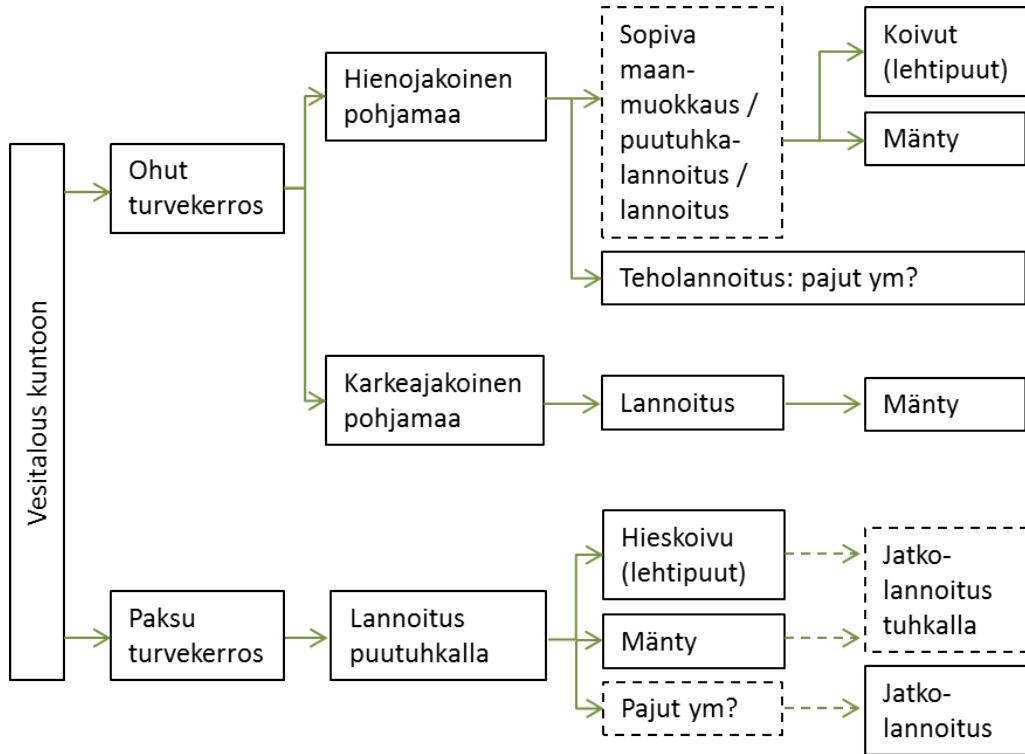 Vesitalous kuntoon
Ohut
turvekerros
Hienojakoinen
pohjamaa
Sopiva
maan-
muokkaus /
puutuhka-
lannoitus /
lannoitus
Koivut
(lehtipuut)
Mänty
Teholannoitus: pajut ym?
Karkeajakoinen
pohjamaa
Lannoitus
Mänty
Paksu
turvekerros
Lannoitus
puutuhkalla
Hieskoivu
(lehtipuut)
Mänty
Pajut ym?
Jatko-
lannoitus
tuhkalla
Jatko-
lannoitus